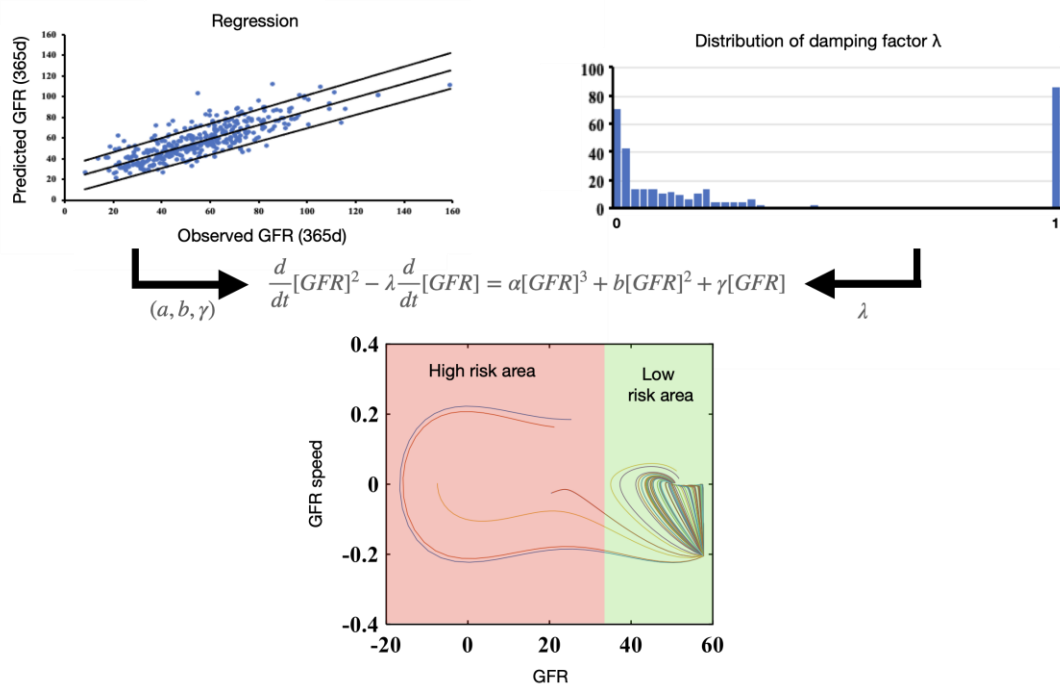 Regression
Predicted GFR (365d)
160
140
120
100
80
60
40
20
0
0 20 40 60 80 100 120 140 160
Observed GFR (365d)
Distribution of damping factor λ
100
80
60
40
20
0
0 1
(a, b, γ)
d/dt[GFR]² − λ d/dt[GFR] = α[GFR]³ + b[GFR]² + γ[GFR]
λ
High risk area
Low
risk area
GFR speed
0.4
0.2
0
-0.2
-0.4
-20 0 20 40 60
GFR